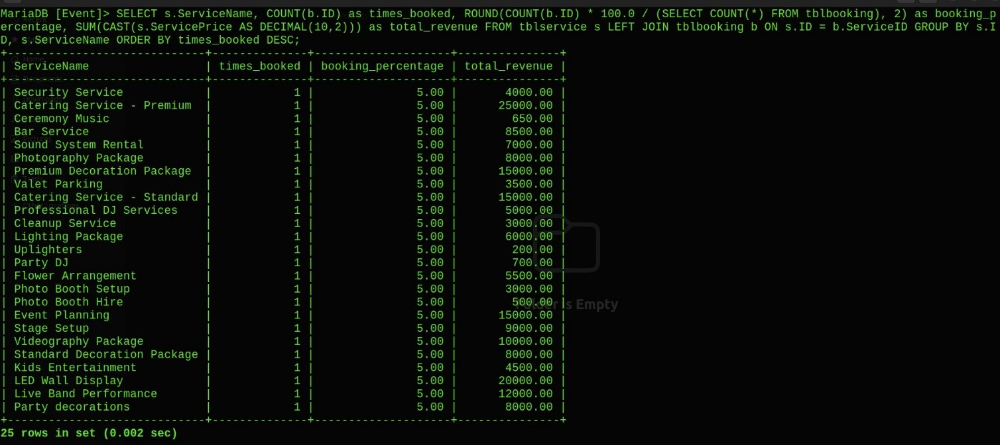 MariaDB [Event]> SELECT s.ServiceName, COUNT(b.ID) as times_booked, ROUND(COUNT(b.ID) * 100.0 / (SELECT COUNT(*) FROM tblbooking), 2) as booking_p
ercentage, SUM(CAST(s.ServicePrice AS DECIMAL(10,2))) as total_revenue FROM tblservice s LEFT JOIN tblbooking b ON s.ID = b.ServiceID GROUP BY s.I
D, s.ServiceName ORDER BY times_booked DESC;
+-----------------------------+--------------+--------------------+---------------+
| ServiceName | times_booked | booking_percentage | total_revenue |
+-----------------------------+--------------+--------------------+---------------+
| Security Service | 1 | 5.00 | 4000.00 |
| Catering Service - Premium | 1 | 5.00 | 25000.00 |
| Ceremony Music | 1 | 5.00 | 650.00 |
| Bar Service | 1 | 5.00 | 8500.00 |
| Sound System Rental | 1 | 5.00 | 7000.00 |
| Photography Package | 1 | 5.00 | 8000.00 |
| Premium Decoration Package | 1 | 5.00 | 15000.00 |
| Valet Parking | 1 | 5.00 | 3500.00 |
| Catering Service - Standard | 1 | 5.00 | 15000.00 |
| Professional DJ Services | 1 | 5.00 | 5000.00 |
| Cleanup Service | 1 | 5.00 | 3000.00 |
| Lighting Package | 1 | 5.00 | 6000.00 |
| Uplighters | 1 | 5.00 | 200.00 |
| Party DJ | 1 | 5.00 | 700.00 |
| Flower Arrangement | 1 | 5.00 | 5500.00 |
| Photo Booth Setup | 1 | 5.00 | 3000.00 |
| Photo Booth Hire | 1 | 5.00 | 500.00 |
| Event Planning | 1 | 5.00 | 15000.00 |
| Stage Setup | 1 | 5.00 | 9000.00 |
| Videography Package | 1 | 5.00 | 10000.00 |
| Standard Decoration Package | 1 | 5.00 | 8000.00 |
| Kids Entertainment | 1 | 5.00 | 4500.00 |
| LED Wall Display | 1 | 5.00 | 20000.00 |
| Live Band Performance | 1 | 5.00 | 12000.00 |
| Party decorations | 1 | 5.00 | 8000.00 |
+-----------------------------+--------------+--------------------+---------------+
25 rows in set (0.002 sec)
Folder is Empty
Home